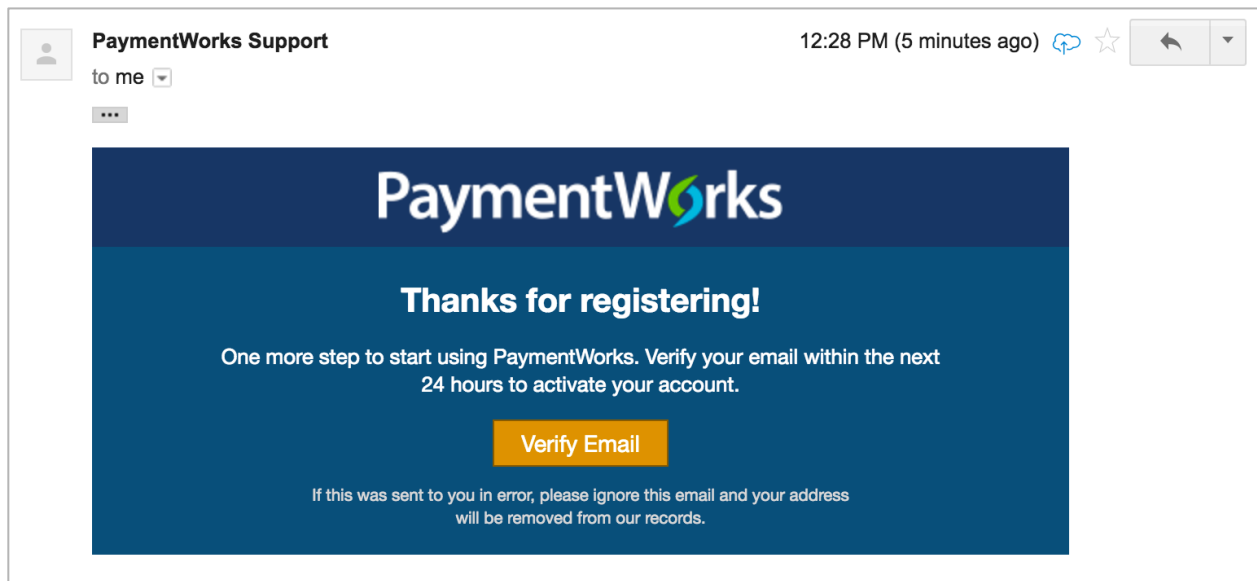 PaymentWorks Support
12:28 PM (5 minutes ago)
to me
PaymentWorks
Thanks for registering!
One more step to start using PaymentWorks. Verify your email within the next
24 hours to activate your account.
Verify Email
If this was sent to you in error, please ignore this email and your address
will be removed from our records.